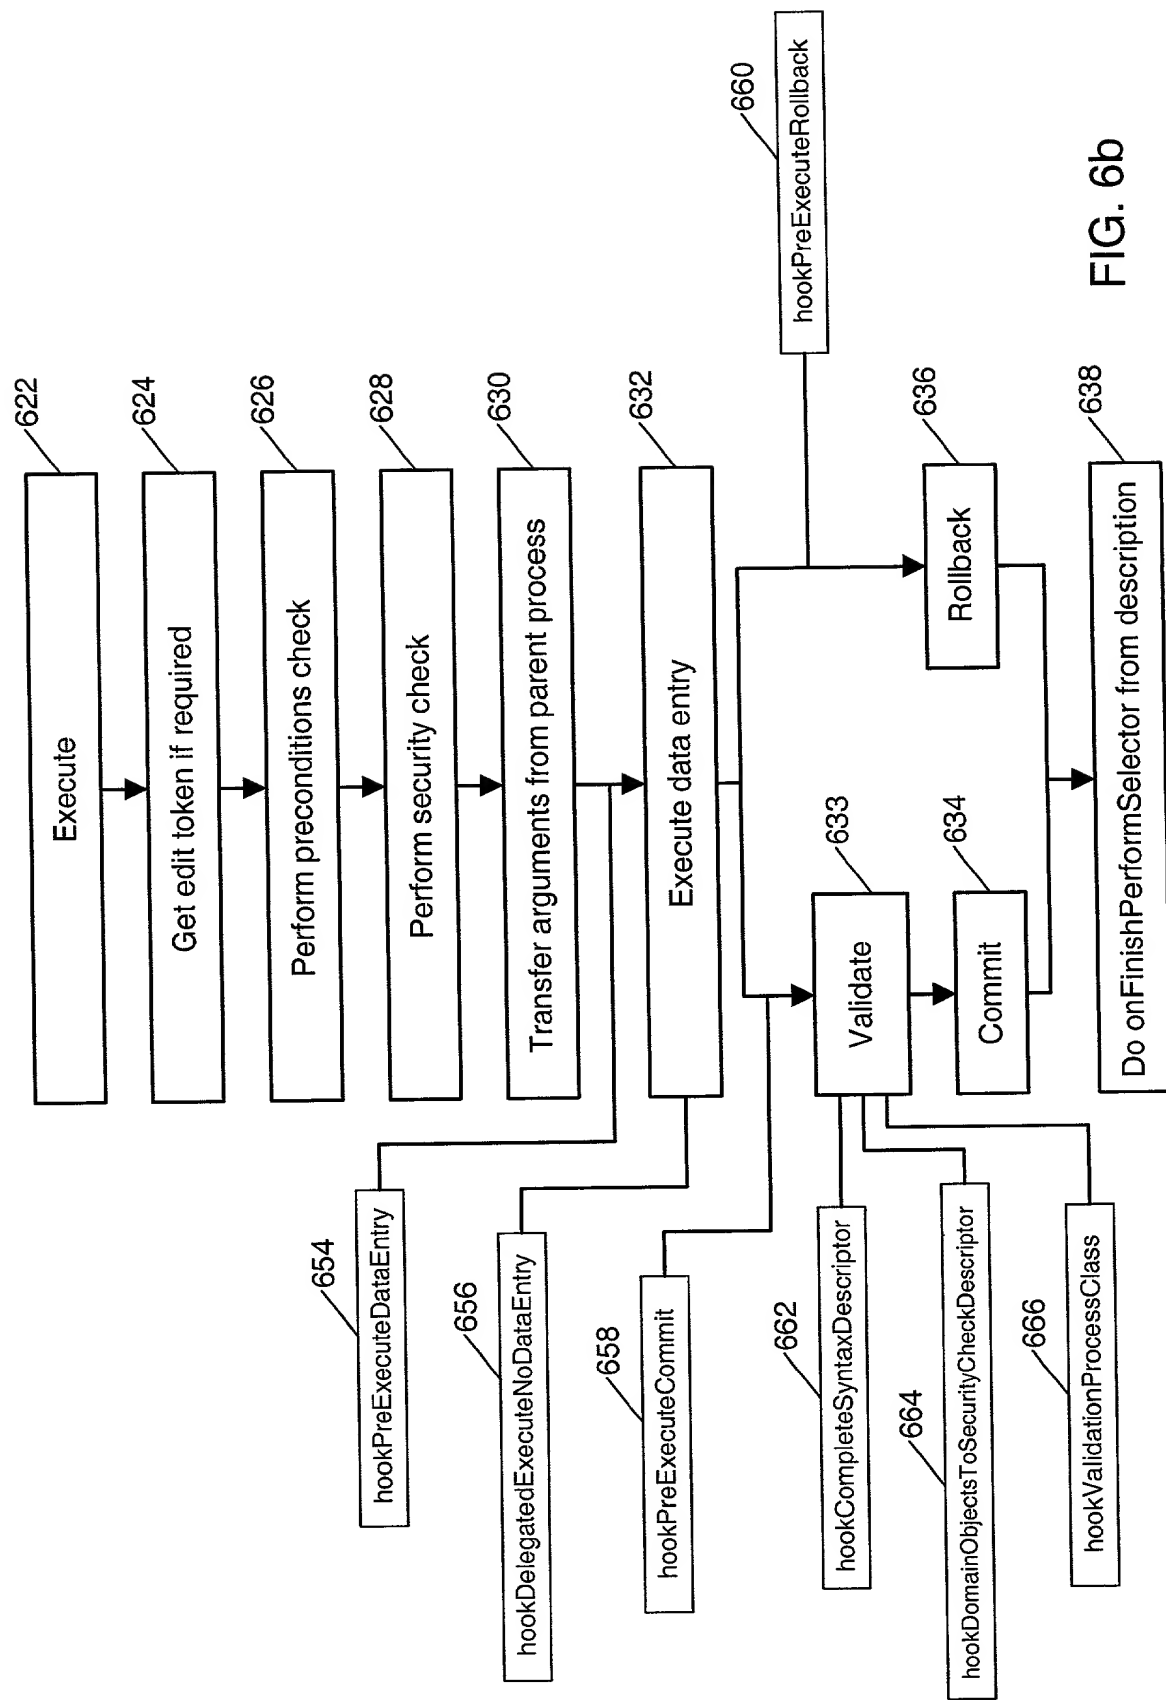 622
Execute
624
Get edit token if required
626
Perform preconditions check
628
Perform security check
630
Transfer arguments from parent process
632
Execute data entry
654
hookPreExecuteDataEntry
656
hookDelegatedExecuteNoDataEntry
658
hookPreExecuteCommit
660
hookPreExecuteRollback
633
Validate
634
Commit
636
Rollback
662
hookCompleteSyntaxDescriptor
664
hookDomainObjectsToSecurityCheckDescriptor
666
hookValidationProcessClass
638
Do onFinishPerformSelector from description
FIG. 6b